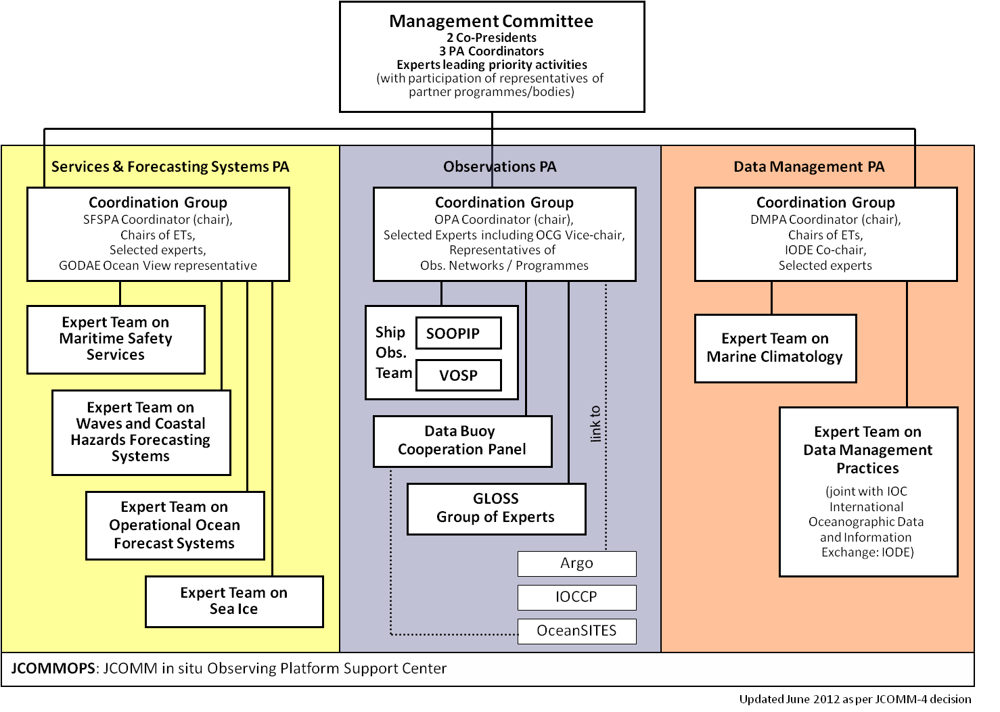 Management Committee
2 Co-Presidents
3 PA Coordinators
Experts leading priority activities
(with participation of representatives of
partner programmes/bodies)
Services & Forecasting Systems PA
Coordination Group
SFSPA Coordinator (chair),
Chairs of ETs,
Selected experts,
GODAE Ocean View representative
Expert Team on
Maritime Safety
Services
Expert Team on
Waves and Coastal
Hazards Forecasting
Systems
Expert Team on
Operational Ocean
Forecast Systems
Expert Team on
Sea Ice
Observations PA
Coordination Group
OPA Coordinator (chair),
Selected Experts including OCG Vice-chair,
Representatives of
Obs. Networks / Programmes
Ship
Obs.
Team
SOOPIP
VOSP
Data Buoy
Cooperation Panel
GLOSS
Group of Experts
link to
Argo
IOCCP
OceanSITES
Data Management PA
Coordination Group
DMPA Coordinator (chair),
Chairs of ETs,
IODE Co-chair,
Selected experts
Expert Team on
Marine Climatology
Expert Team on
Data Management
Practices
(joint with IOC
International
Oceanographic Data
and Information
Exchange: IODE)
JCOMMOPS: JCOMM in situ Observing Platform Support Center
Updated June 2012 as per JCOMM-4 decision